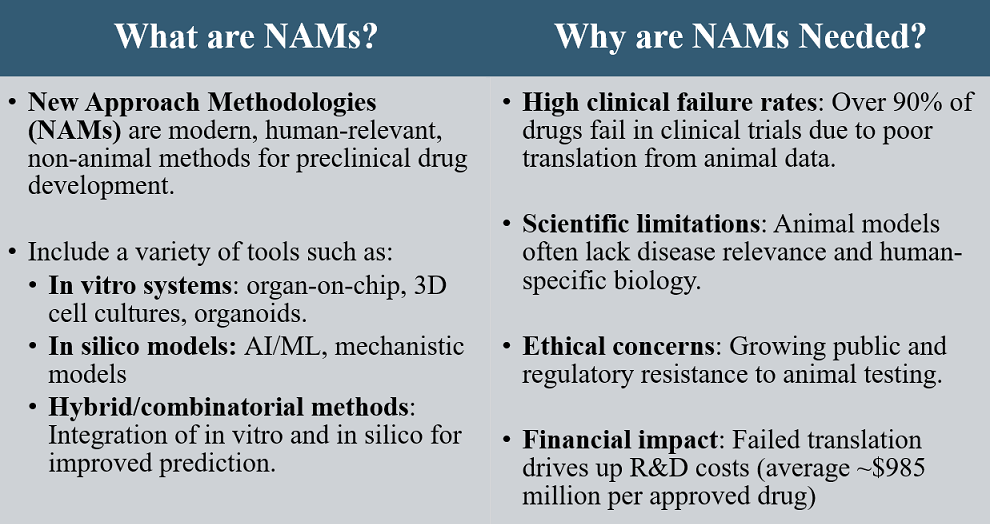 What are NAMs?
• New Approach Methodologies
(NAMs) are modern, human-relevant,
non-animal methods for preclinical drug
development.
• Include a variety of tools such as:
• In vitro systems: organ-on-chip, 3D
cell cultures, organoids.
• In silico models: AI/ML, mechanistic
models
• Hybrid/combinatorial methods:
Integration of in vitro and in silico for
improved prediction.
Why are NAMs Needed?
• High clinical failure rates: Over 90% of
drugs fail in clinical trials due to poor
translation from animal data.
• Scientific limitations: Animal models
often lack disease relevance and human-
specific biology.
• Ethical concerns: Growing public and
regulatory resistance to animal testing.
• Financial impact: Failed translation
drives up R&D costs (average ~$985
million per approved drug)